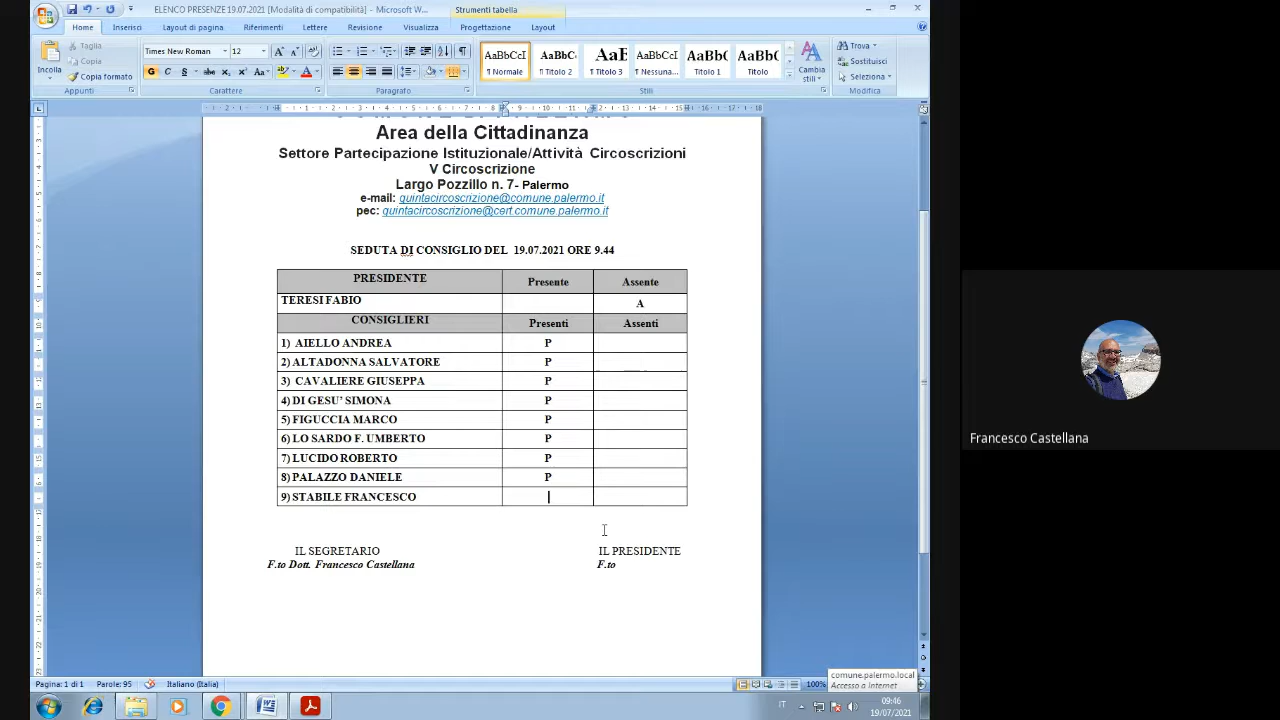 ELENCO PRESENZE 19.07.2021 [Modalità di compatibilità] - Microsoft W...
Strumenti tabella
Home Inserisci Layout di pagina Riferimenti Lettere Revisione Visualizza Progettazione Layout
Incolla
Taglia
Copia
Copia formato
Times New Roman 12
AaBbCcI AaBbC AaB AaBbCcI AaBbC( AaBbC(
¶ Normale ¶ Titolo 2 ¶ Titolo 3 ¶ Nessuna... Titolo 1 Titolo
Cambia stili
Trova
Sostituisci
Seleziona
Appunti Carattere Paragrafo Stili Modifica
Area della Cittadinanza
Settore Partecipazione Istituzionale/Attività Circoscrizioni
V Circoscrizione
Largo Pozzillo n. 7- Palermo
e-mail: quintacircoscrizione@comune.palermo.it
pec: quintacircoscrizione@cert.comune.palermo.it
SEDUTA DI CONSIGLIO DEL 19.07.2021 ORE 9.44
PRESIDENTE Presente Assente
TERESI FABIO A
CONSIGLIERI Presenti Assenti
1) AIELLO ANDREA P
2) ALTADONNA SALVATORE P
3) CAVALIERE GIUSEPPA P
4) DI GESU’ SIMONA P
5) FIGUCCIA MARCO P
6) LO SARDO F. UMBERTO P
7) LUCIDO ROBERTO P
8) PALAZZO DANIELE P
9) STABILE FRANCESCO
IL SEGRETARIO IL PRESIDENTE
F.to Dott. Francesco Castellana F.to
Francesco Castellana
Pagina: 1 di 1 Parole: 95 Italiano (Italia) 100%
comune.palermo.local
Accesso a Internet
IT 09:46
19/07/2021